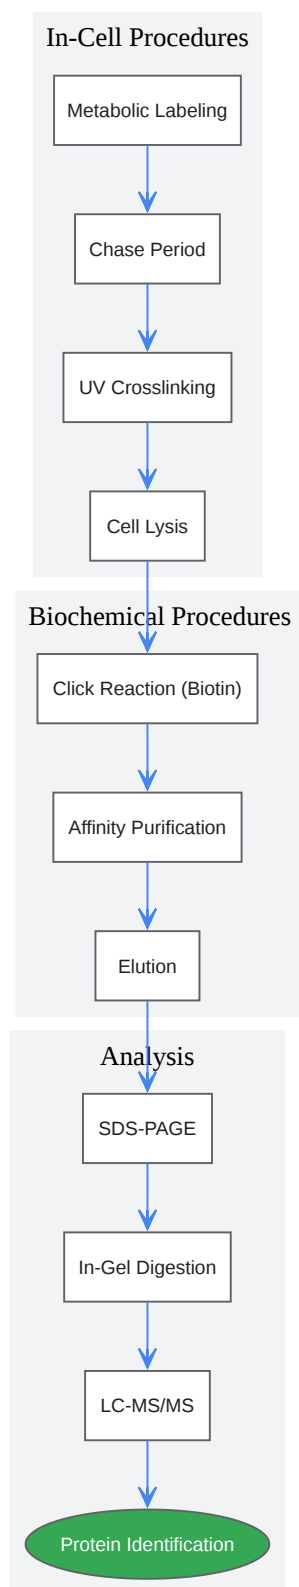 In-Cell Procedures
Metabolic Labeling
Chase Period
UV Crosslinking
Cell Lysis
Biochemical Procedures
Click Reaction (Biotin)
Affinity Purification
Elution
Analysis
SDS-PAGE
In-Gel Digestion
LC-MS/MS
Protein Identification